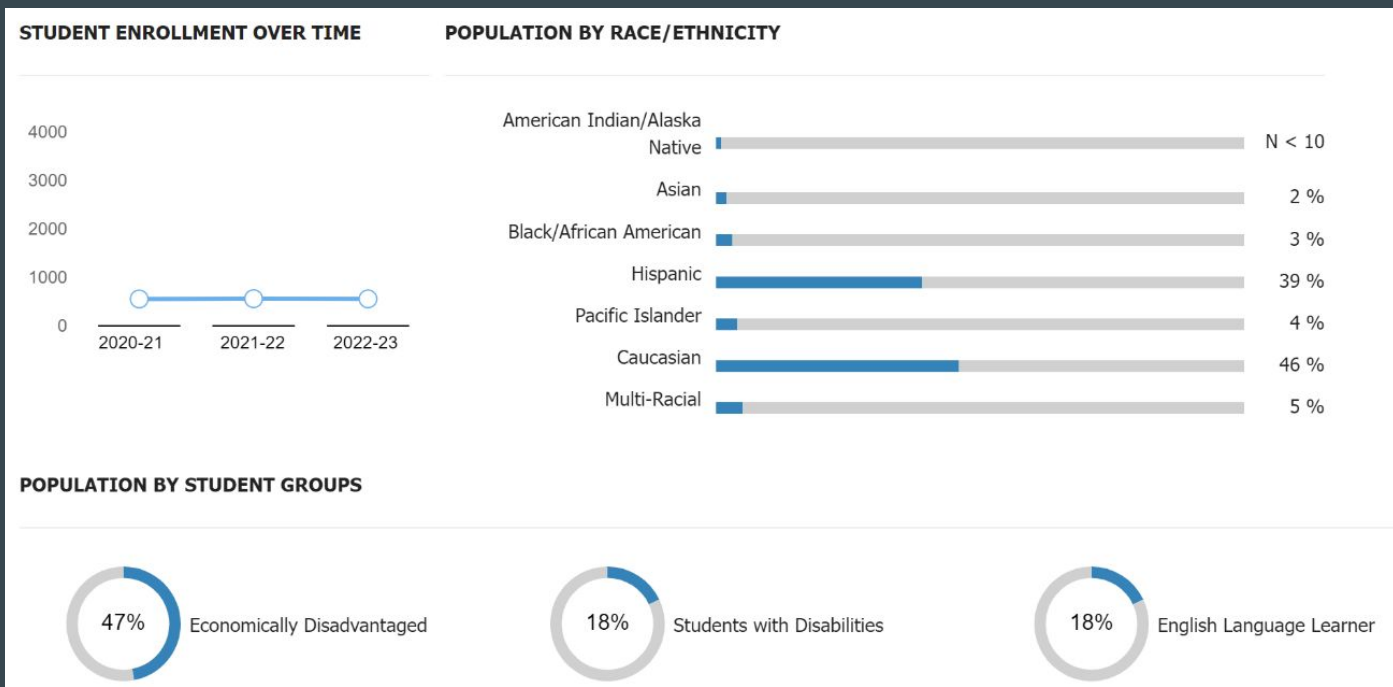 STUDENT ENROLLMENT OVER TIME
4000
3000
2000
1000
0
2020-21
2021-22
2022-23
POPULATION BY RACE/ETHNICITY
American Indian/Alaska
Native
N < 10
Asian
2 %
Black/African American
3 %
Hispanic
39 %
Pacific Islander
4 %
Caucasian
46 %
Multi-Racial
5 %
POPULATION BY STUDENT GROUPS
47%
Economically Disadvantaged
18%
Students with Disabilities
18%
English Language Learner